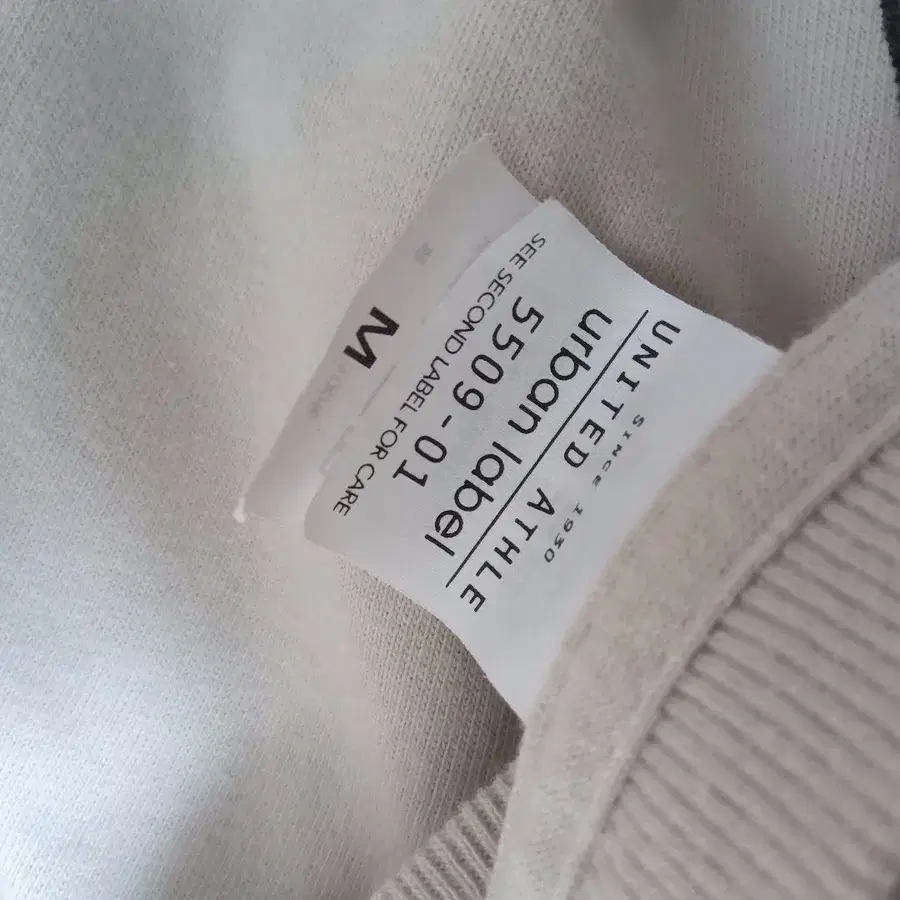 SINCE 1930
UNITED ATHLE
urban label
5509-01
SEE SECOND LABEL FOR CARE
M